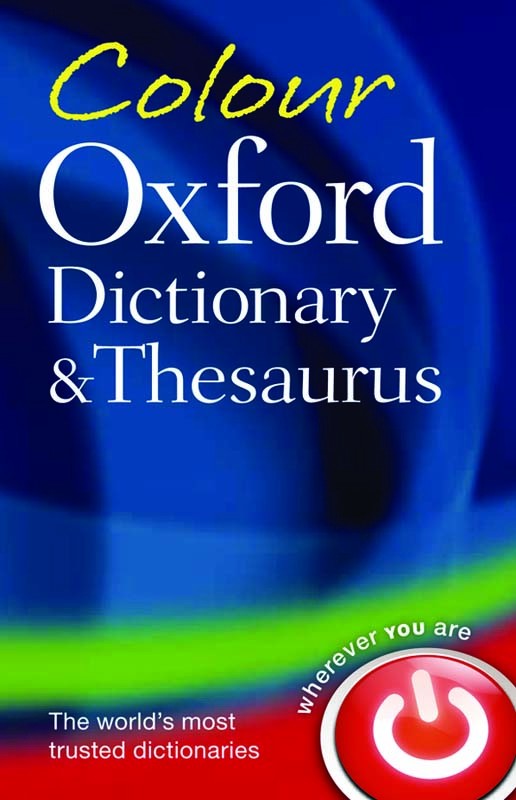 Colour
Oxford
Dictionary
& Thesaurus
wherever YOU are
The world's most
trusted dictionaries